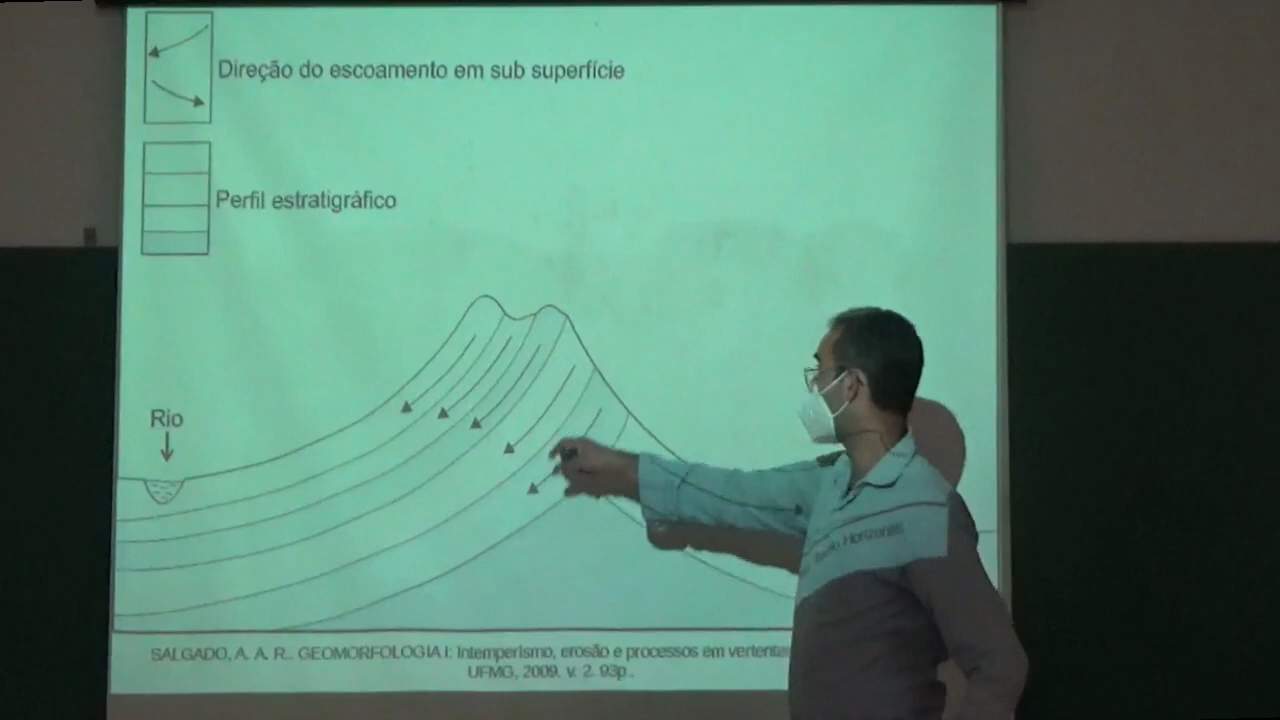 Direção do escoamento em sub superfície
Perfil estratigráfico
Rio
SALGADO, A. A. R.. GEOMORFOLOGIA I: Intemperismo, erosão e processos em
UFMG, 2009. v. 2. 93p.
Horizonte